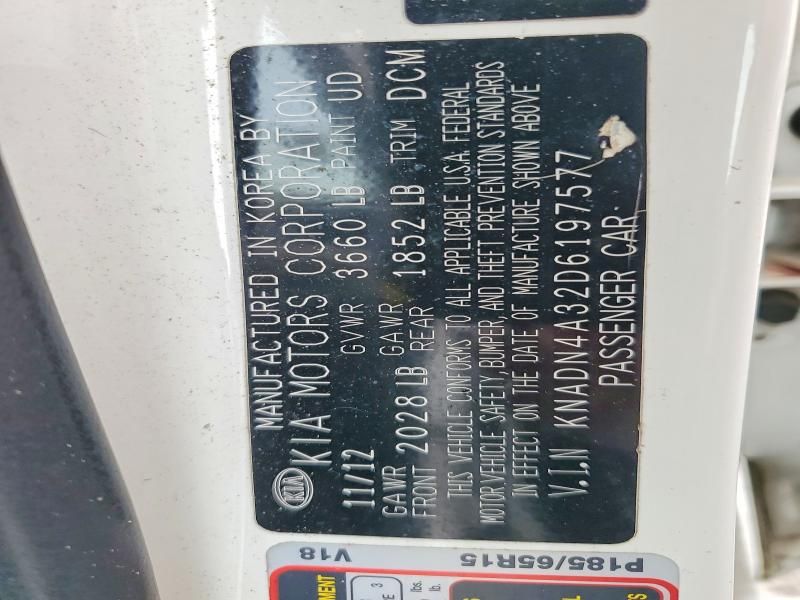 MANUFACTURED IN KOREA BY
KIA KIA MOTORS CORPORATION
11/12 GVWR 3660 LB PAINT UD
GAWR FRONT 2028 LB GAWR REAR 1852 LB TRIM DCM
THIS VEHICLE CONFORMS TO ALL APPLICABLE U.S.A. FEDERAL
MOTOR VEHICLE SAFETY BUMPER AND THEFT PREVENTION STANDARDS
IN EFFECT ON THE DATE OF MANUFACTURE SHOWN ABOVE
V.I.N KNADN4A32D6197577
PASSENGER CAR
V18
P185/65R15